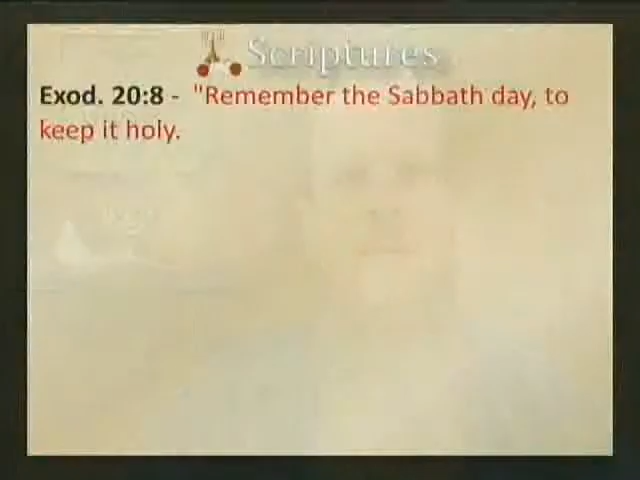 Scriptures
Exod. 20:8 - "Remember the Sabbath day, to
keep it holy.